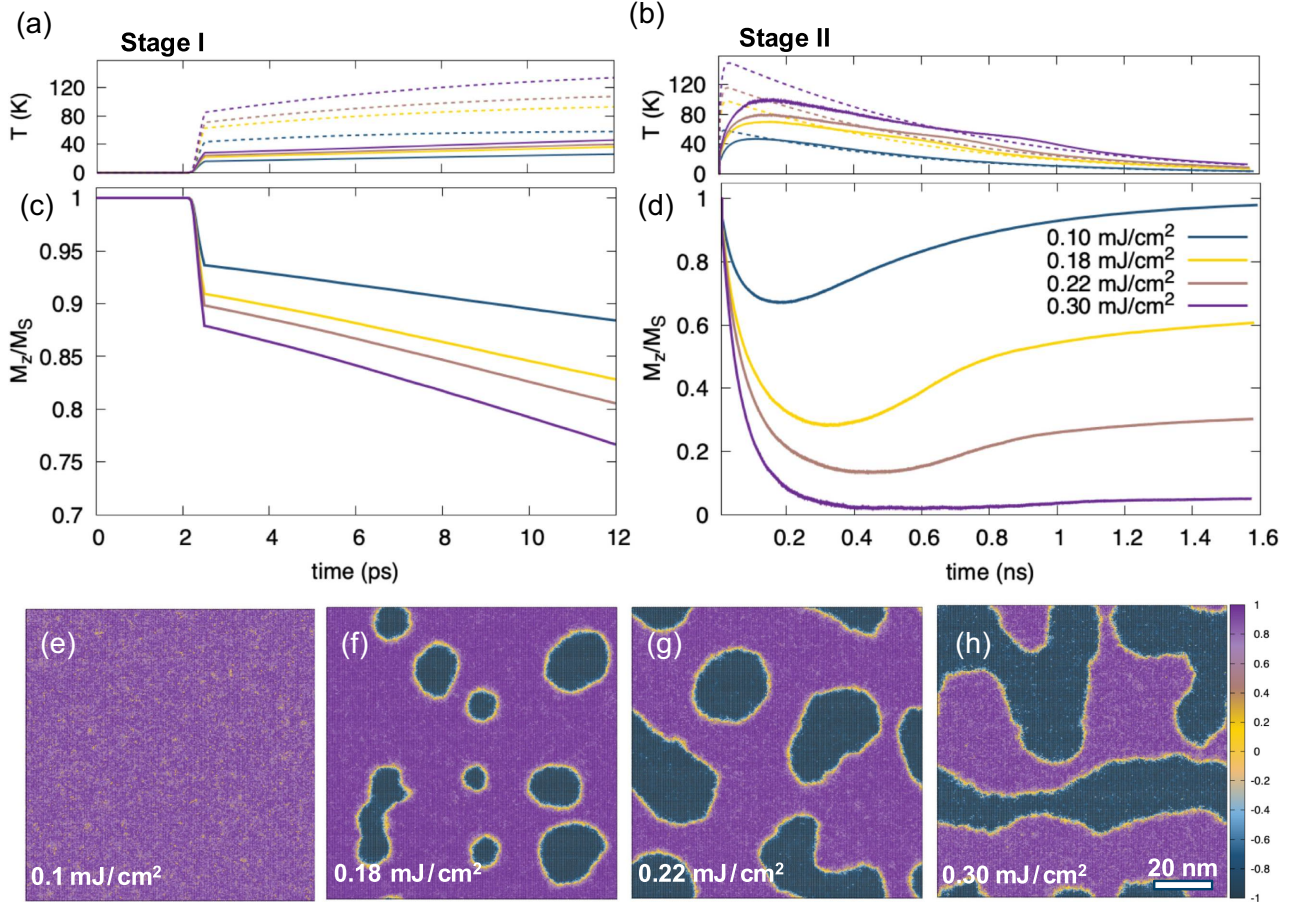 (a)
Stage I
T (K)
120
80
40
0
(b)
Stage II
T (K)
120
80
40
0
(c)
M_z/M_S
1
0.95
0.9
0.85
0.8
0.75
0.7
0 2 4 6 8 10 12
time (ps)
(d)
M_z/M_S
1
0.8
0.6
0.4
0.2
0
0.10 mJ/cm²
0.18 mJ/cm²
0.22 mJ/cm²
0.30 mJ/cm²
0.2 0.4 0.6 0.8 1 1.2 1.4 1.6
time (ns)
(e)
0.1 mJ/cm²
(f)
0.18 mJ/cm²
(g)
0.22 mJ/cm²
(h)
0.30 mJ/cm²
20 nm
1
0.8
0.6
0.4
0.2
0
-0.2
-0.4
-0.6
-0.8
-1